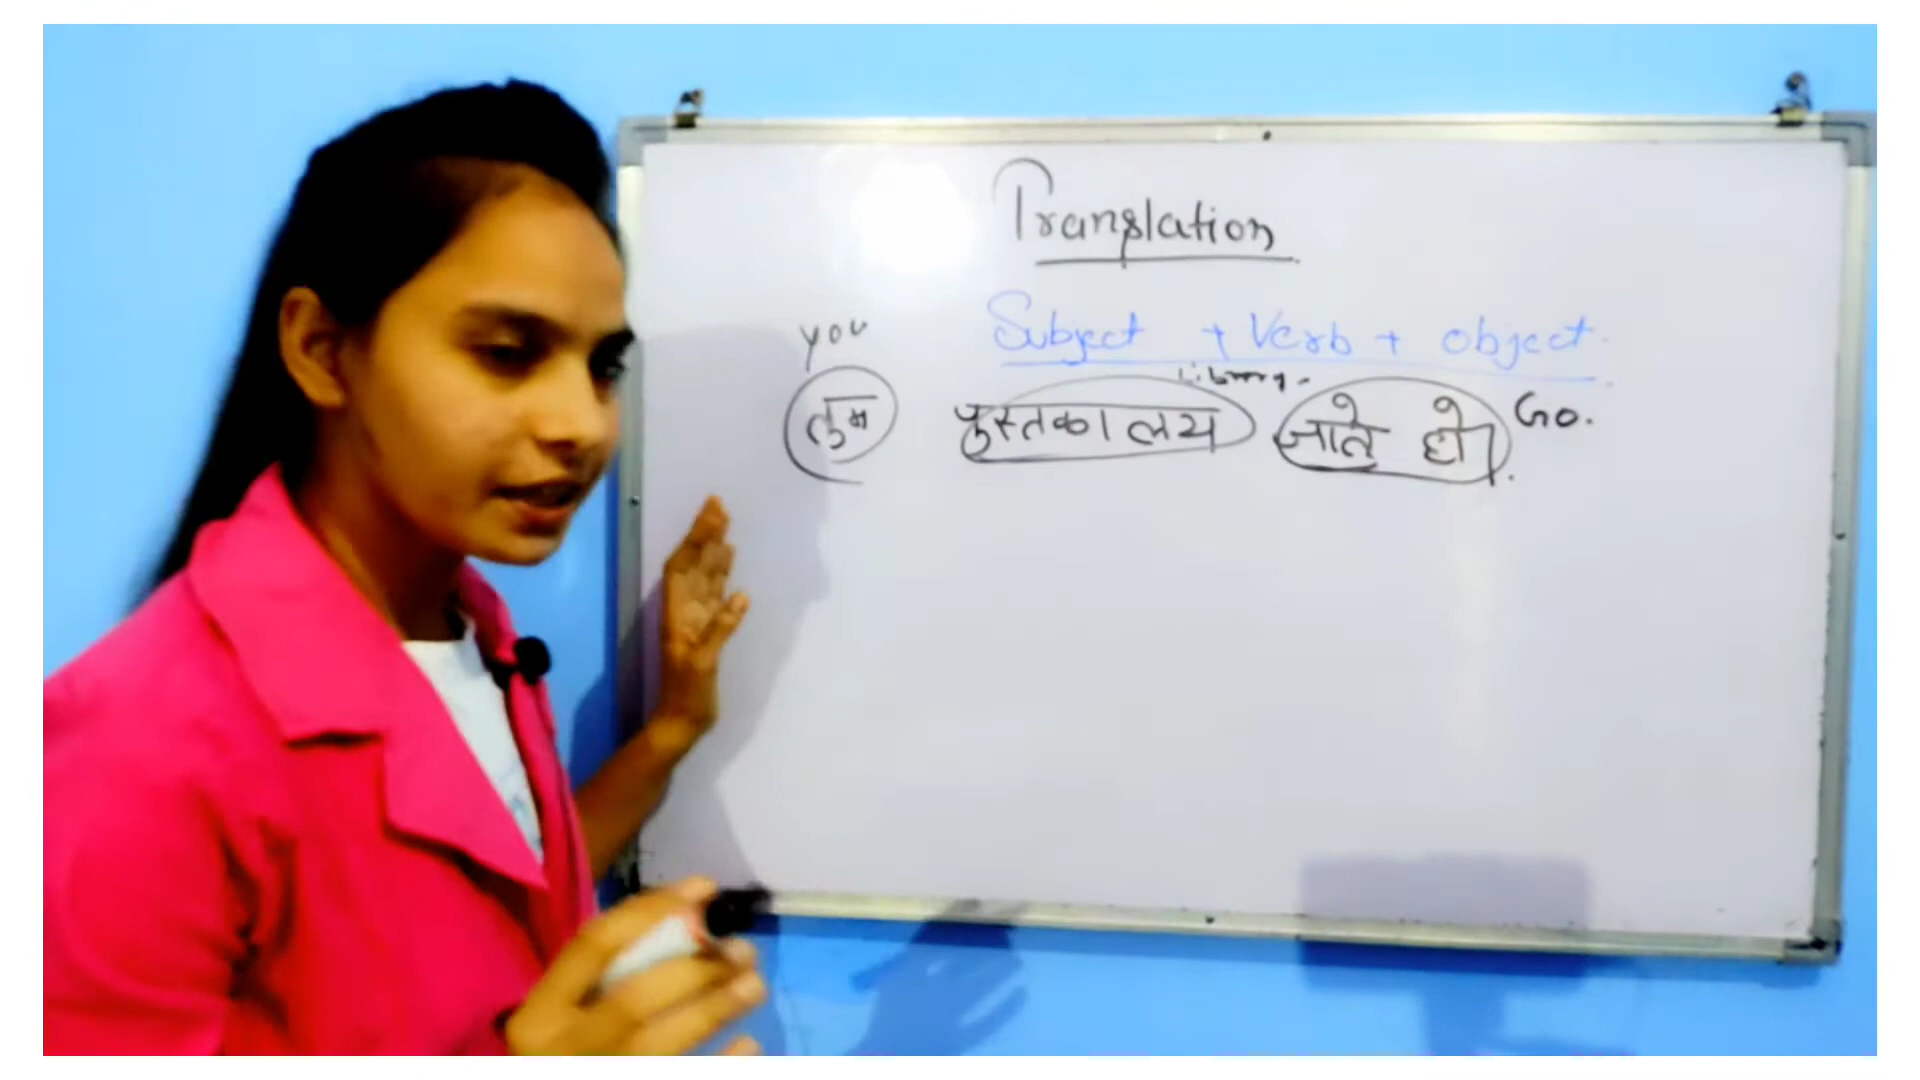 Translation
Subject + Verb + object.
you Library.
तुम पुस्तकालय जाते हो। Go.